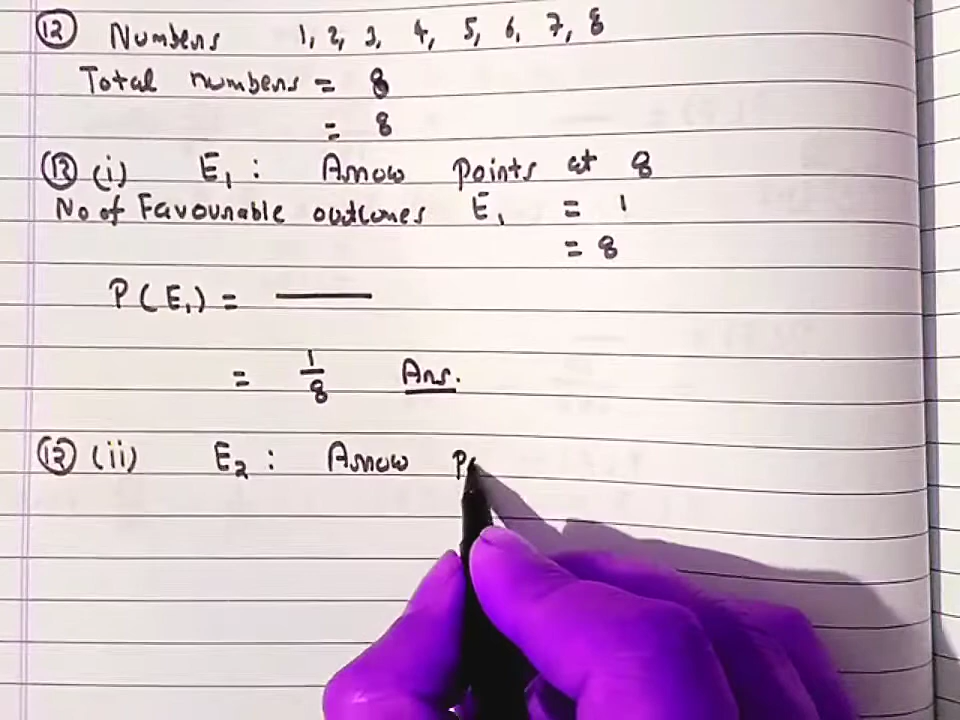 ⑫ Numbers 1, 2, 3, 4, 5, 6, 7, 8
Total numbers = 8
= 8
⑫ (i) E₁ : Arrow points at 8
No of Favourable outcomes E₁ = 1
= 8
P(E₁) =
= 1/8 Ans.
⑫ (ii) E₂ : Arrow